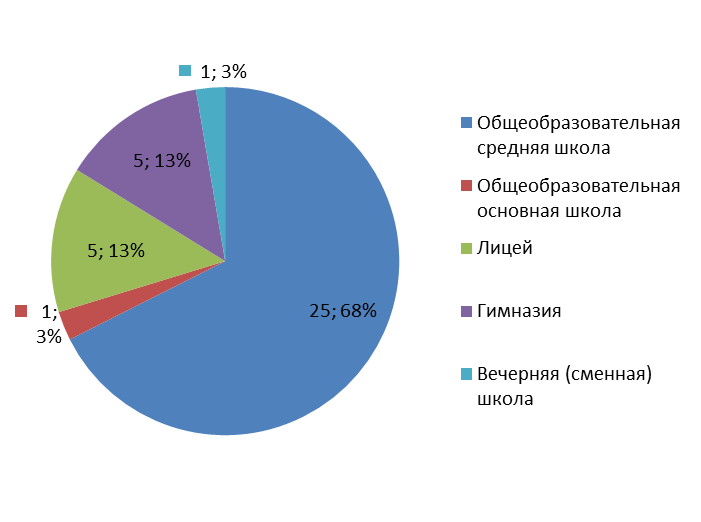 1; 3%
5; 13%
5; 13%
1;
3%
25; 68%
Общеобразовательная
средняя школа
Общеобразовательная
основная школа
Лицей
Гимназия
Вечерняя (сменная)
школа